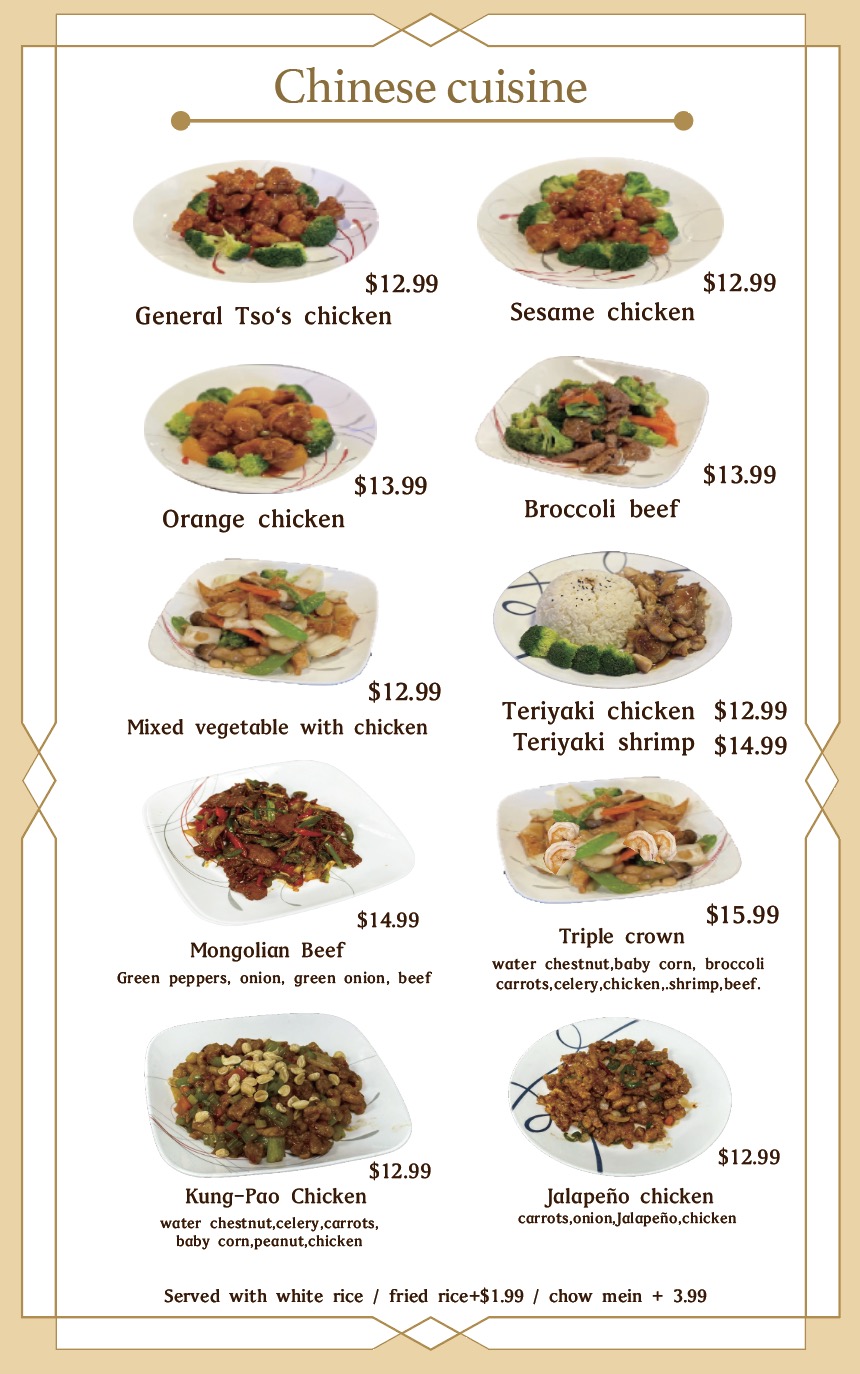 Chinese cuisine
$12.99
General Tso‘s chicken
$12.99
Sesame chicken
$13.99
Orange chicken
$13.99
Broccoli beef
$12.99
Mixed vegetable with chicken
Teriyaki chicken $12.99
Teriyaki shrimp $14.99
$14.99
Mongolian Beef
Green peppers, onion, green onion, beef
$15.99
Triple crown
water chestnut,baby corn, broccoli
carrots,celery,chicken,.shrimp,beef.
$12.99
Kung-Pao Chicken
water chestnut,celery,carrots,
baby corn,peanut,chicken
$12.99
Jalapeño chicken
carrots,onion,Jalapeño,chicken
Served with white rice / fried rice+$1.99 / chow mein + 3.99